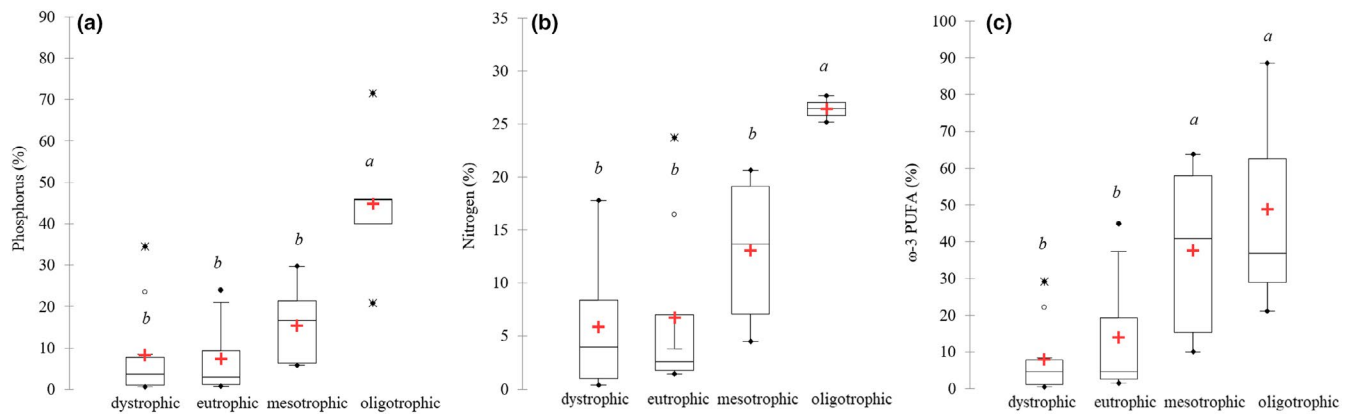 (a)
Phosphorus (%)
90
80
70
60
50
40
30
20
10
0
b
b
b
a
dystrophic eutrophic mesotrophic oligotrophic
(b)
Nitrogen (%)
35
30
25
20
15
10
5
0
b
b
b
a
dystrophic eutrophic mesotrophic oligotrophic
(c)
ω-3 PUFA (%)
100
90
80
70
60
50
40
30
20
10
0
b
b
a
a
dystrophic eutrophic mesotrophic oligotrophic